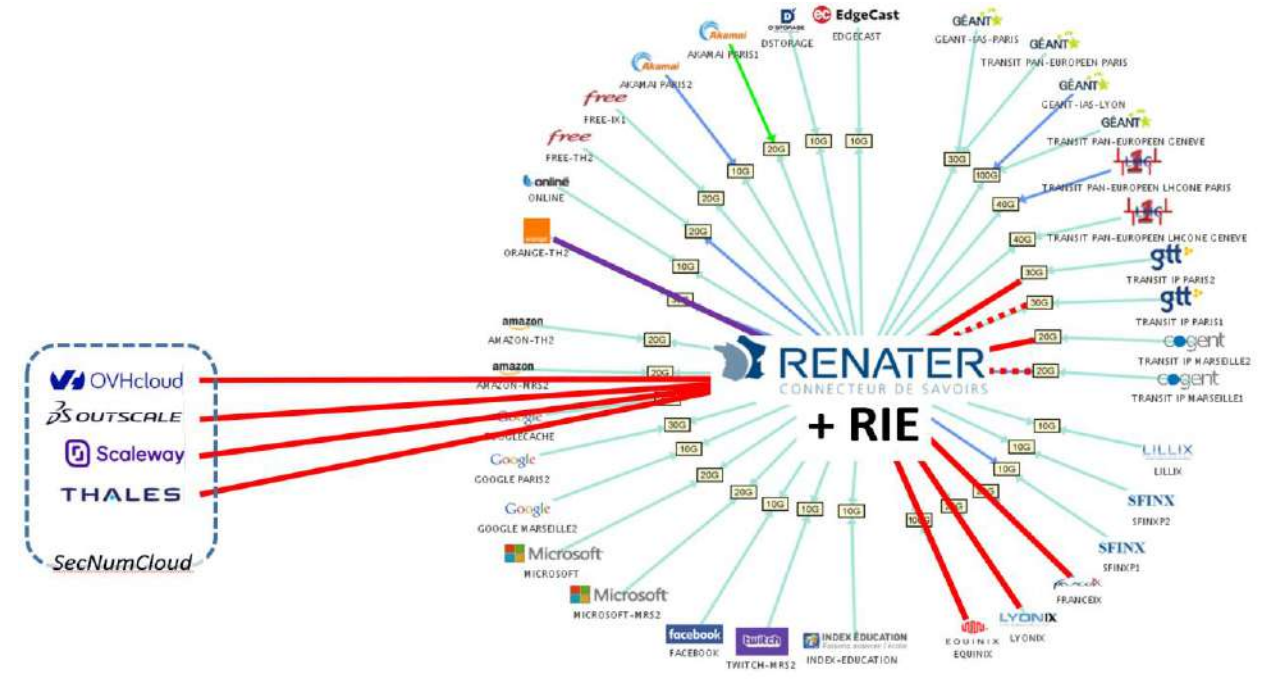 OVHcloud
OUTSCALE
Scaleway
THALES
SecNumCloud
RENATER
CONNECTEUR DE SAVOIRS
+ RIE
EdgeCast
EDGECAST
10G
DSTORAGE
10G
Akamai
AKAMAI PARIS1
20G
Akamai
AKAMAI PARIS2
10G
free
FREE-IX1
20G
free
FREE-TH2
20G
online
ONLINE
10G
orange
ORANGE-TH2
amazon
AMAZON-TH2
20G
amazon
AMAZON-MRS2
20G
Google
GOOGLECACHE
30G
Google
GOOGLE PARIS2
10G
Google
GOOGLE MARSEILLE2
20G
Microsoft
MICROSOFT
20G
Microsoft
MICROSOFT-MRS2
10G
facebook
FACEBOOK
10G
twitch
TWITCH-MRS2
10G
INDEX EDUCATION
INDEX-EDUCATION
GÉANT
GEANT-IAS-PARIS
30G
GÉANT
TRANSIT PAN-EUROPEEN PARIS
GÉANT
GEANT-IAS-LYON
100G
GÉANT
TRANSIT PAN-EUROPEEN GENEVE
TRANSIT PAN-EUROPEEN LHCONE PARIS
40G
TRANSIT PAN-EUROPEEN LHCONE GENEVE
40G
gtt
TRANSIT IP PARIS2
30G
gtt
TRANSIT IP PARIS1
30G
cogent
TRANSIT IP MARSEILLE2
20G
cogent
TRANSIT IP MARSEILLE1
20G
LILLIX
LILLIX
10G
SFINX
SFINXP2
10G
SFINX
SFINXP1
10G
FRANCEIX
LYONIX
LYONIX
EQUINIX
EQUINIX